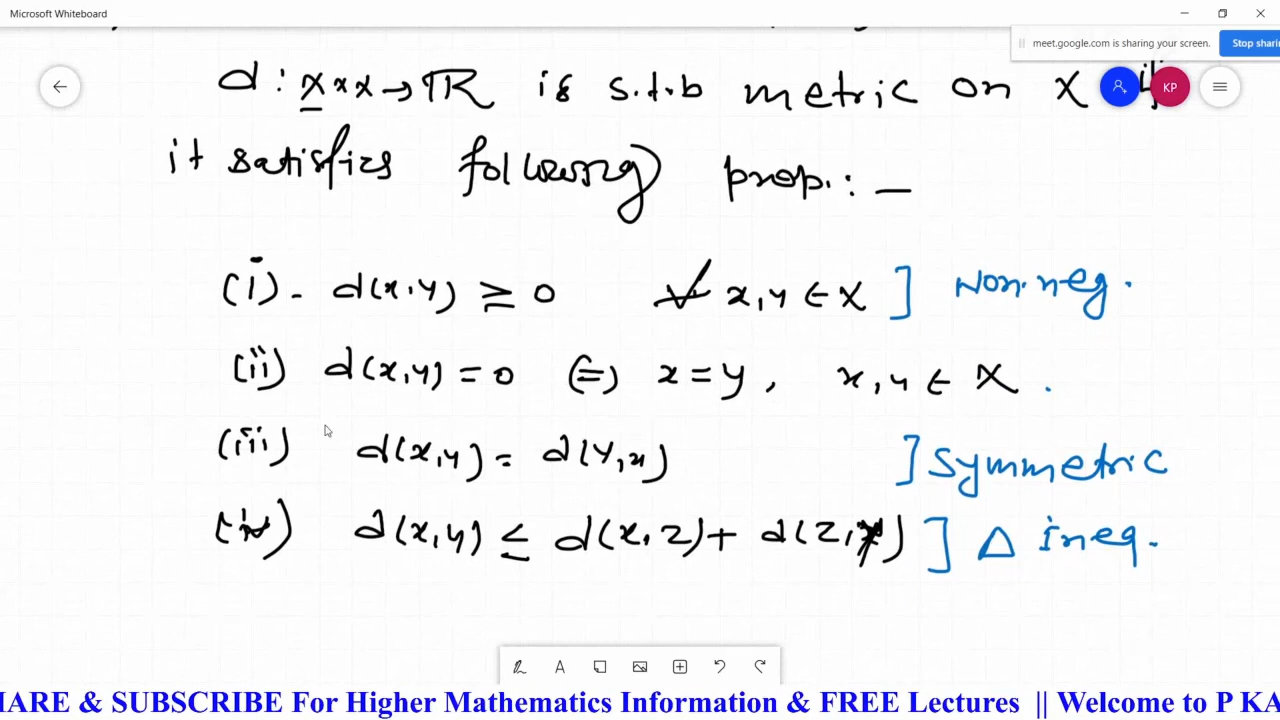 Microsoft Whiteboard
meet.google.com is sharing your screen. Stop shari
d : X×X → ℝ is s.t.b metric on X if
KP
it satisfies following prop. : —
(i). d(x,y) ≥ 0 ∀ x,y ∈ X ] Non.neg.
(ii) d(x,y) = 0 (=) x = y , x,y ∈ X .
(iii) d(x,y) = d(y,x) ] Symmetric
(iv) d(x,y) ≤ d(x,z) + d(z,y) ] Δ ineq.
HARE & SUBSCRIBE For Higher Mathematics Information & FREE Lectures || Welcome to P KA